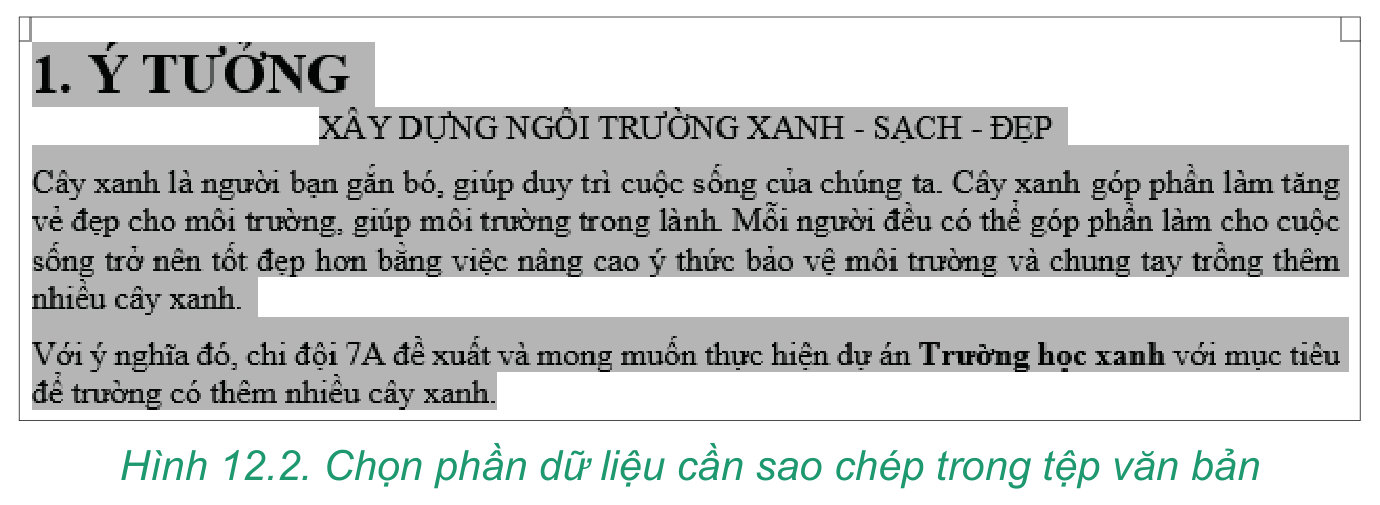 1. Ý TƯỞNG
XÂY DỰNG NGÔI TRƯỜNG XANH - SẠCH - ĐẸP
Cây xanh là người bạn gắn bó, giúp duy trì cuộc sống của chúng ta. Cây xanh góp phần làm tăng
vẻ đẹp cho môi trường, giúp môi trường trong lành. Mỗi người đều có thể góp phần làm cho cuộc
sống trở nên tốt đẹp hơn bằng việc nâng cao ý thức bảo vệ môi trường và chung tay trồng thêm
nhiều cây xanh.
Với ý nghĩa đó, chi đội 7A đề xuất và mong muốn thực hiện dự án Trường học xanh với mục tiêu
để trường có thêm nhiều cây xanh.
Hình 12.2. Chọn phần dữ liệu cần sao chép trong tệp văn bản